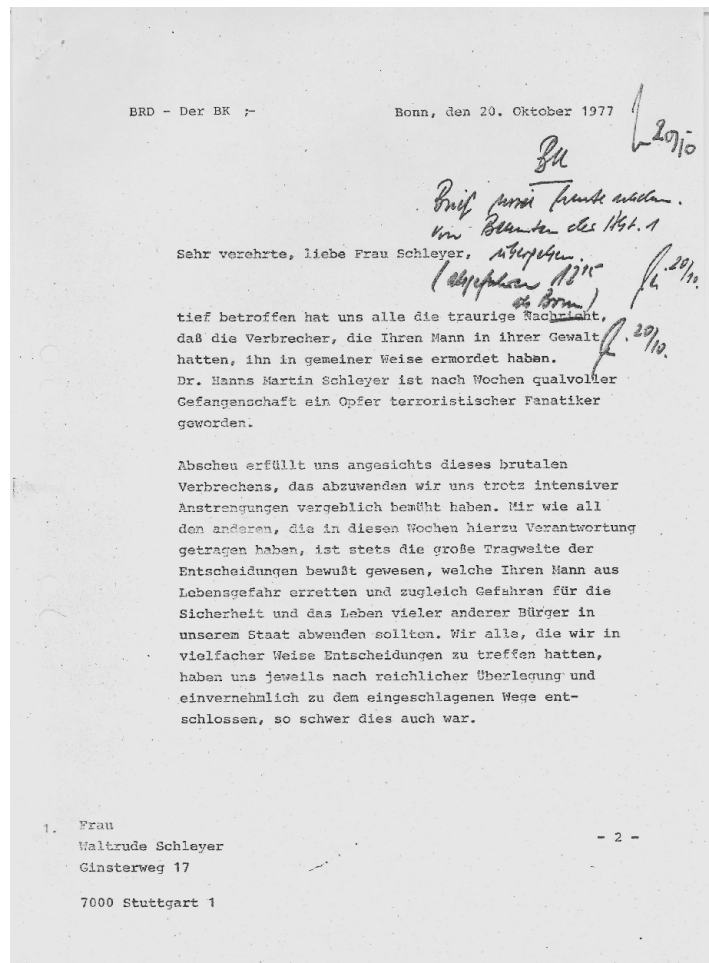 BRD - Der BK ;-
Bonn, den 20. Oktober 1977
20/10
BK
Brief heute
von Beamten des
übergeben.
(abgefahren 18 15
ab Bonn)
20/10.
Sehr verehrte, liebe Frau Schleyer,
tief betroffen hat uns alle die traurige Nachricht,
daß die Verbrecher, die Ihren Mann in ihrer Gewalt
20/10.
hatten, ihn in gemeiner Weise ermordet haben.
Dr. Hanns Martin Schleyer ist nach Wochen qualvoller
Gefangenschaft ein Opfer terroristischer Fanatiker
geworden.
Abscheu erfüllt uns angesichts dieses brutalen
Verbrechens, das abzuwenden wir uns trotz intensiver
Anstrengungen vergeblich bemüht haben. Mir wie all
den anderen, die in diesen Wochen hierzu Verantwortung
getragen haben, ist stets die große Tragweite der
Entscheidungen bewußt gewesen, welche Ihren Mann aus
Lebensgefahr erretten und zugleich Gefahren für die
Sicherheit und das Leben vieler anderer Bürger in
unserem Staat abwenden sollten. Wir alle, die wir in
vielfacher Weise Entscheidungen zu treffen hatten,
haben uns jeweils nach reichlicher Überlegung und
einvernehmlich zu dem eingeschlagenen Wege ent-
schlossen, so schwer dies auch war.
1. Frau
Waltrude Schleyer
Ginsterweg 17
7000 Stuttgart 1
- 2 -